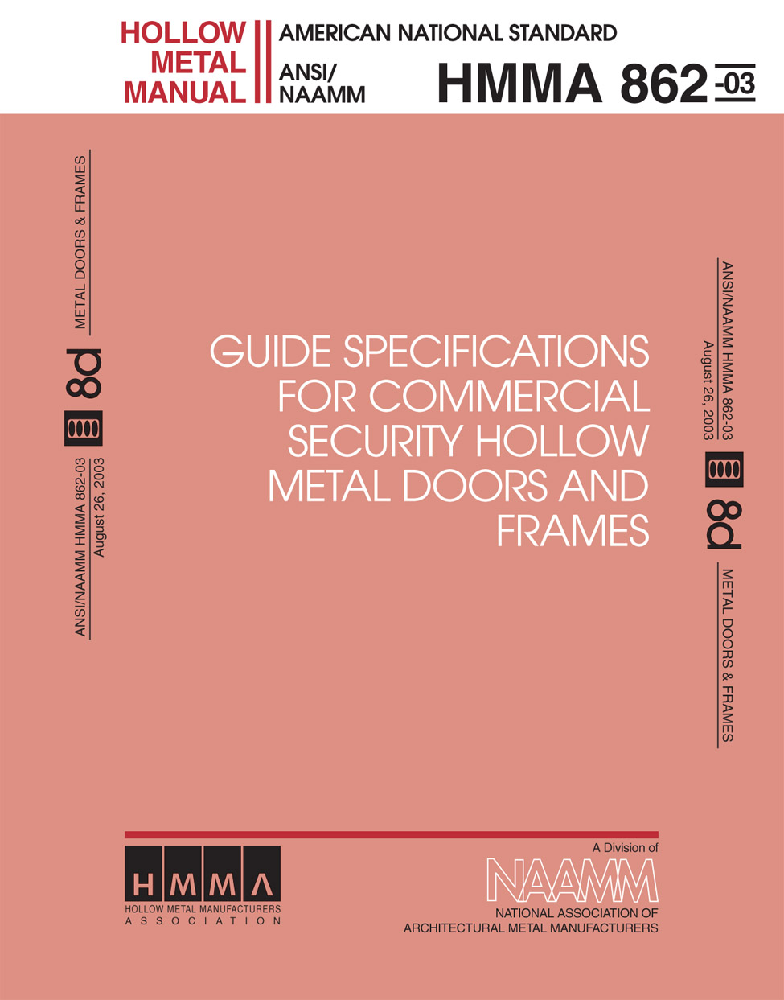 HOLLOW
METAL
MANUAL
AMERICAN NATIONAL STANDARD
ANSI/
NAAMM
HMMA 862-03
METAL DOORS & FRAMES
8d
ANSI/NAAMM HMMA 862-03
August 26, 2003
GUIDE SPECIFICATIONS
FOR COMMERCIAL
SECURITY HOLLOW
METAL DOORS AND
FRAMES
ANSI/NAAMM HMMA 862-03
August 26, 2003
8d
METAL DOORS & FRAMES
HMMA
HOLLOW METAL MANUFACTURERS
ASSOCIATION
A Division of
NAAMM
NATIONAL ASSOCIATION OF
ARCHITECTURAL METAL MANUFACTURERS